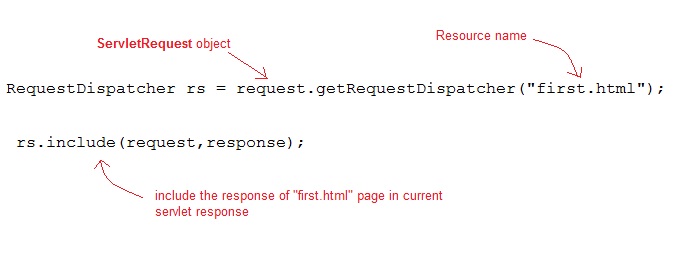 ServletRequest object
Resource name
RequestDispatcher rs = request.getRequestDispatcher("first.html");
rs.include(request,response);
include the response of "first.html" page in current
servlet response